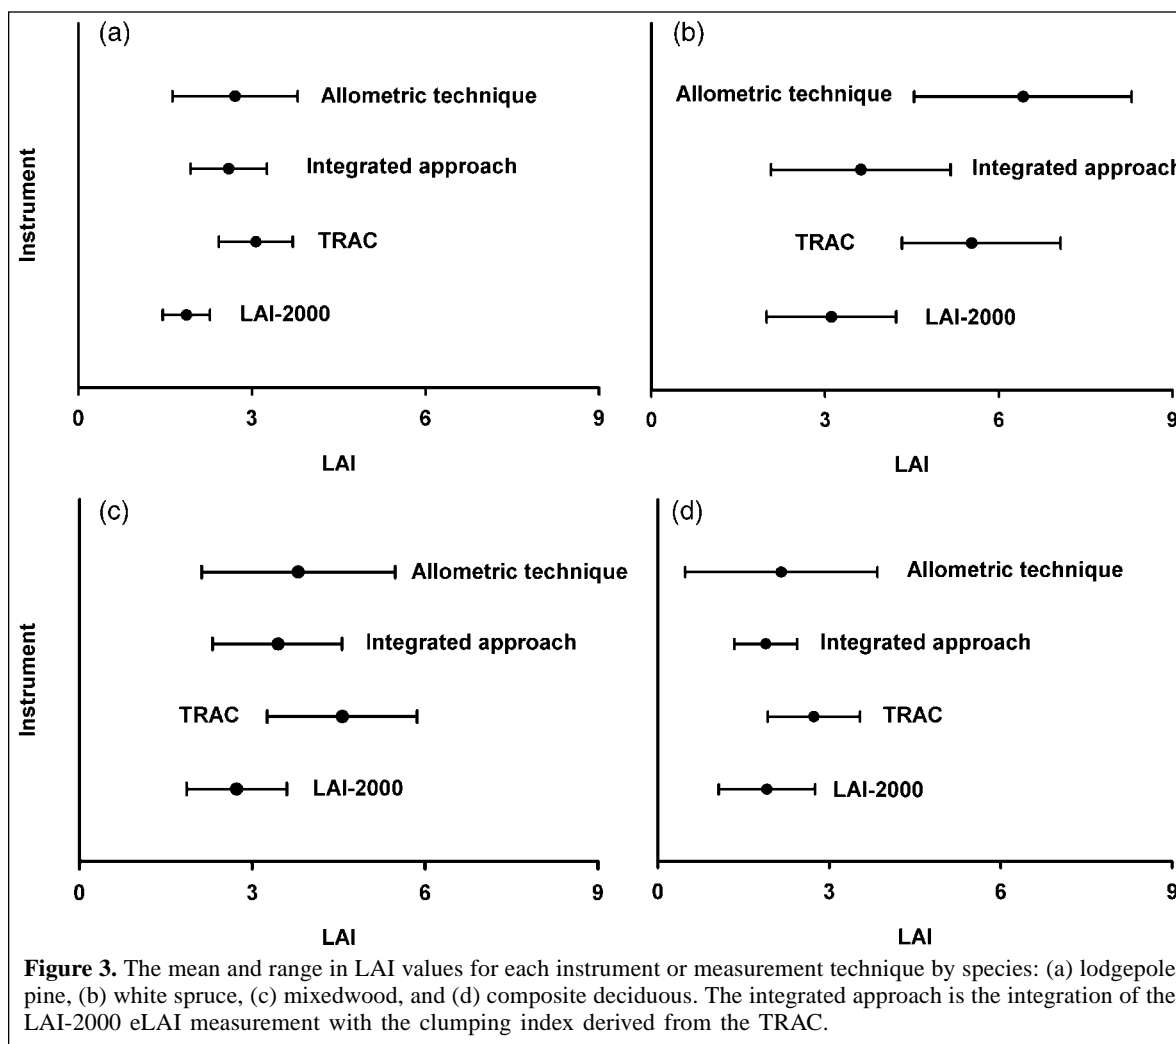 (a)
Allometric technique
Integrated approach
TRAC
LAI-2000
Instrument
0 3 6 9
LAI
(b)
Allometric technique
Integrated approach
TRAC
LAI-2000
0 3 6 9
LAI
(c)
Allometric technique
Integrated approach
TRAC
LAI-2000
Instrument
0 3 6 9
LAI
(d)
Allometric technique
Integrated approach
TRAC
LAI-2000
0 3 6 9
LAI
Figure 3. The mean and range in LAI values for each instrument or measurement technique by species: (a) lodgepole
pine, (b) white spruce, (c) mixedwood, and (d) composite deciduous. The integrated approach is the integration of the
LAI-2000 eLAI measurement with the clumping index derived from the TRAC.